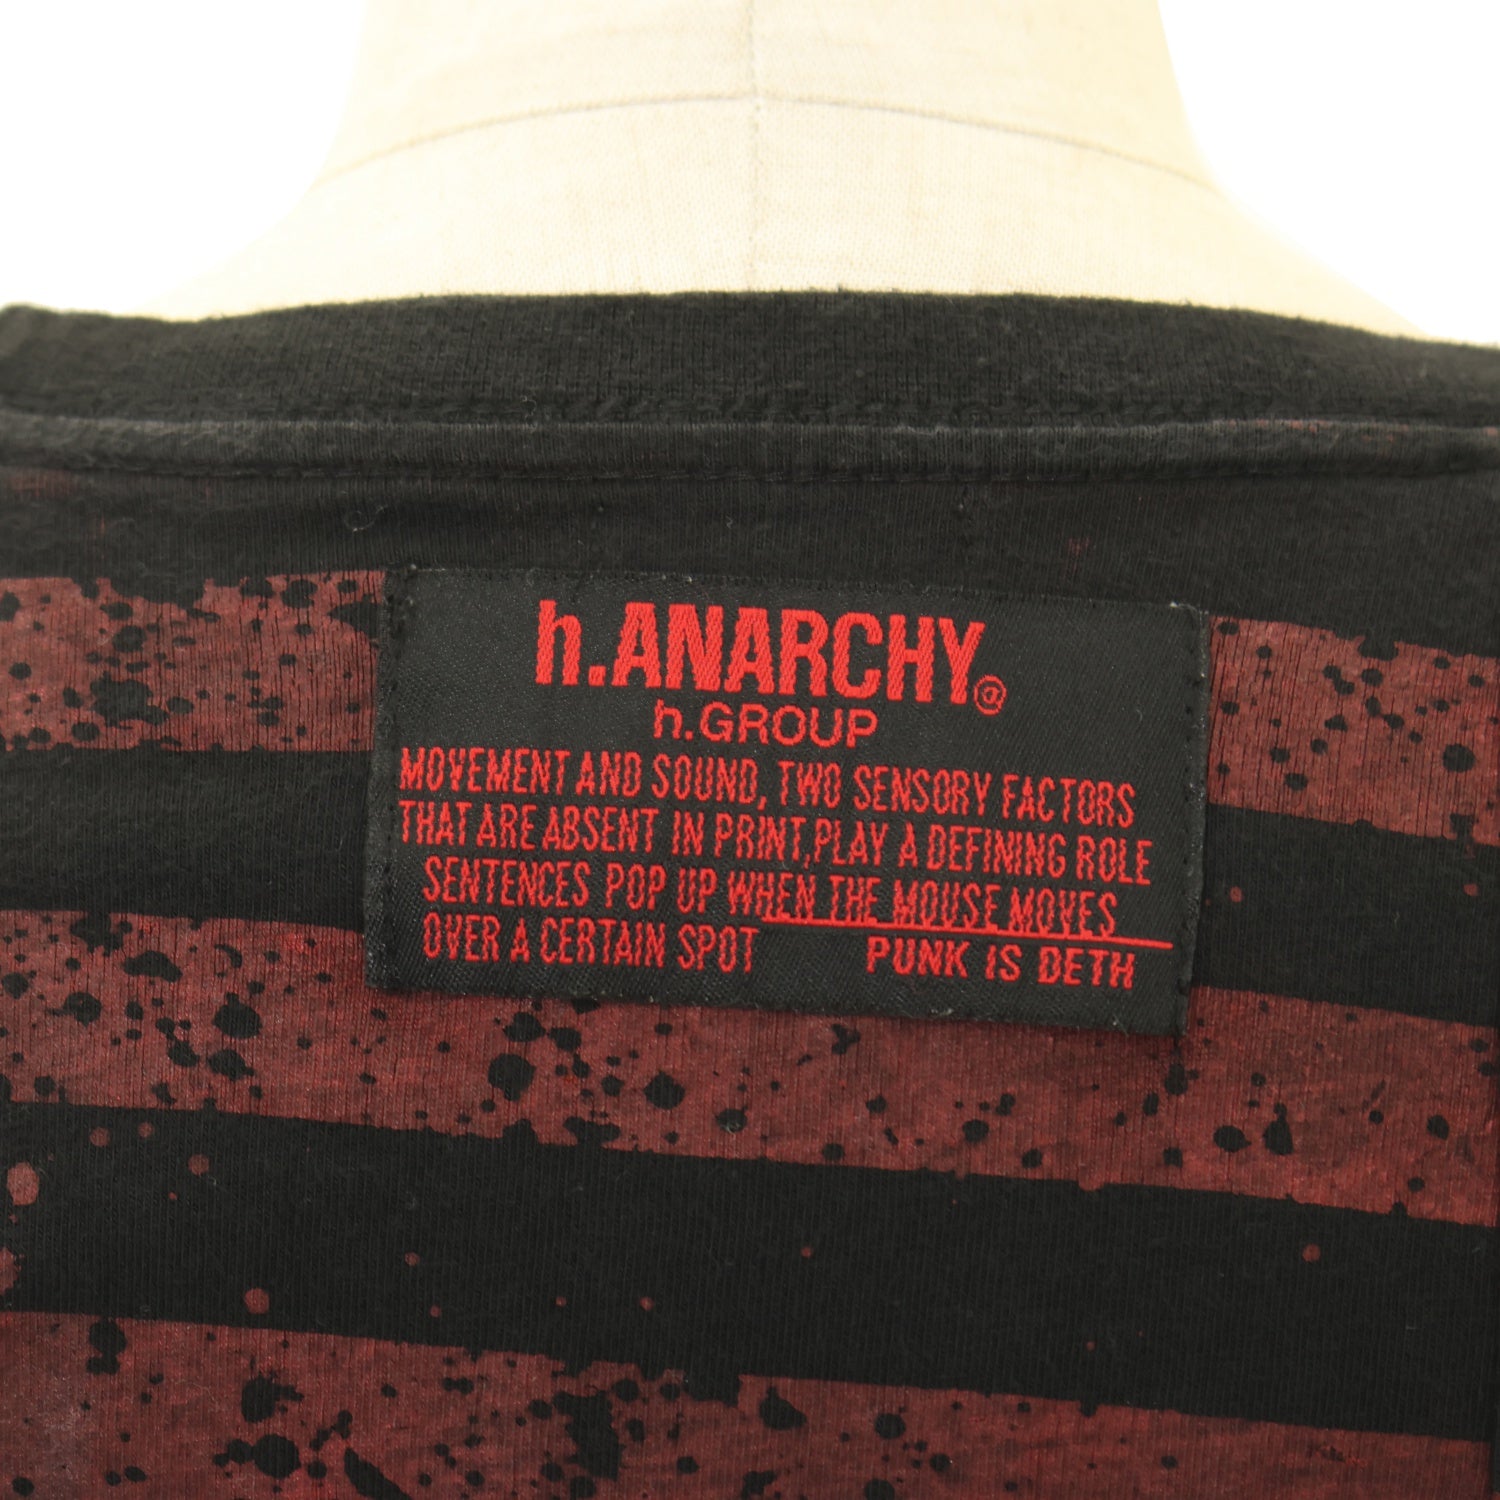 h.ANARCHY@
h.GROUP
MOVEMENT AND SOUND, TWO SENSORY FACTORS
THAT ARE ABSENT IN PRINT,PLAY A DEFINING ROLE
SENTENCES POP UP WHEN THE MOUSE MOVES
OVER A CERTAIN SPOT PUNK IS DETH